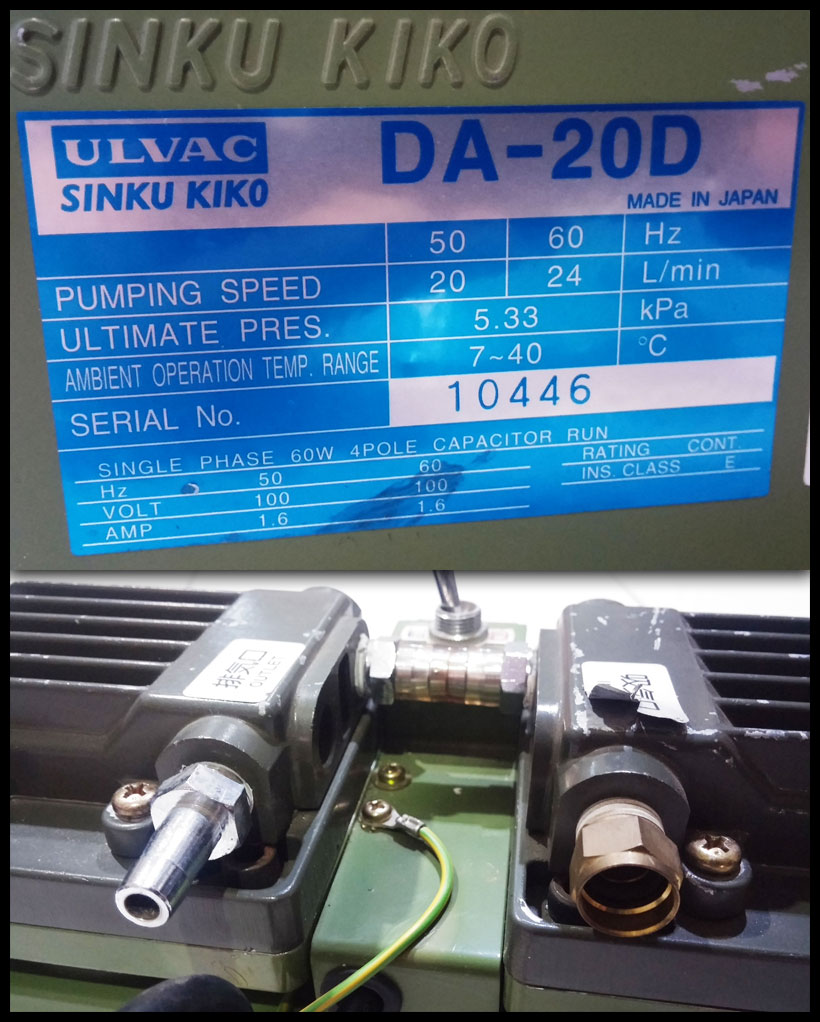 SINKU KIKO
ULVAC
SINKU KIKO
DA-20D
MADE IN JAPAN
50 60 Hz
PUMPING SPEED 20 24 L/min
ULTIMATE PRES. 5.33 kPa
AMBIENT OPERATION TEMP. RANGE 7~40 °C
SERIAL No. 10446
SINGLE PHASE 60W 4POLE CAPACITOR RUN
Hz 50 60
VOLT 100 100
AMP 1.6 1.6
RATING CONT.
INS. CLASS E
排気口
OUTLET